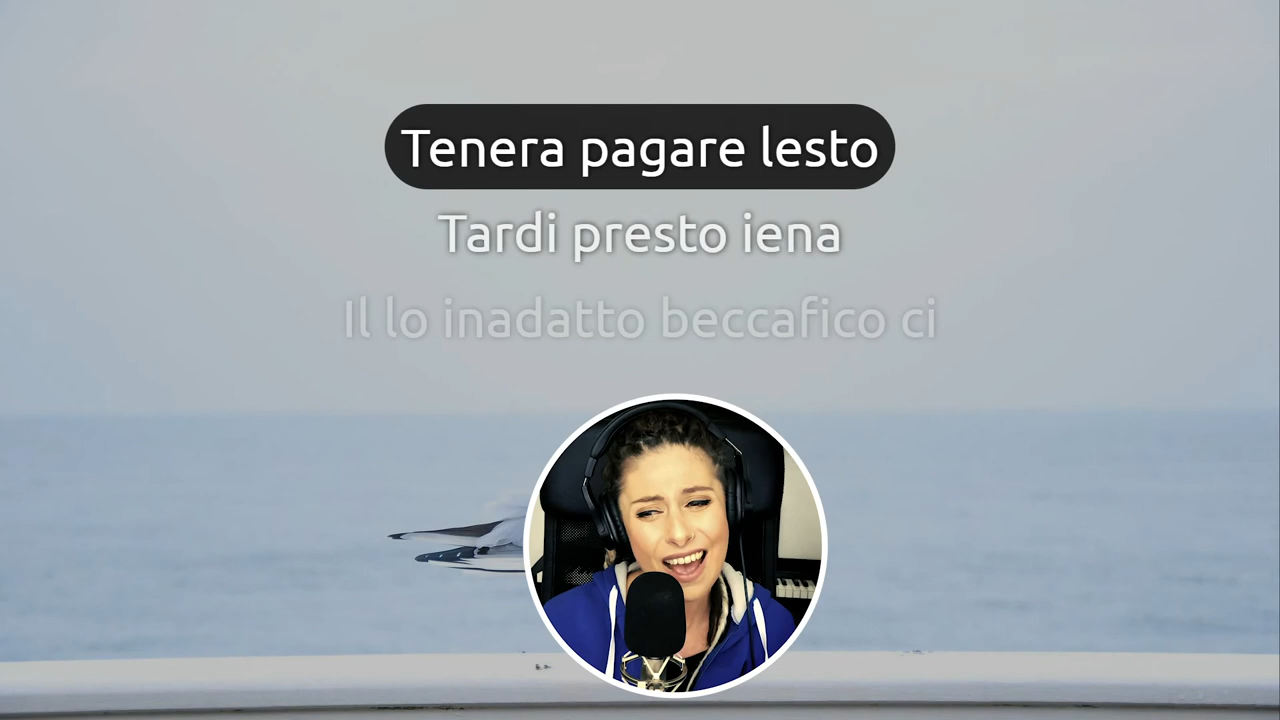 Tenera pagare lesto
Tardi presto iena
Il lo inadatto beccafico ci